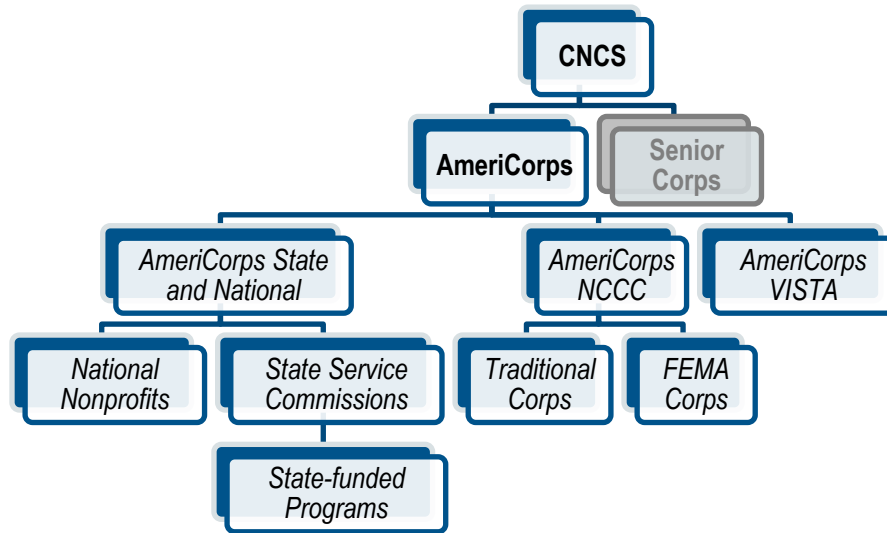 CNCS
AmeriCorps
Senior
Corps
AmeriCorps State
and National
AmeriCorps
NCCC
AmeriCorps
VISTA
National
Nonprofits
State Service
Commissions
Traditional
Corps
FEMA
Corps
State-funded
Programs